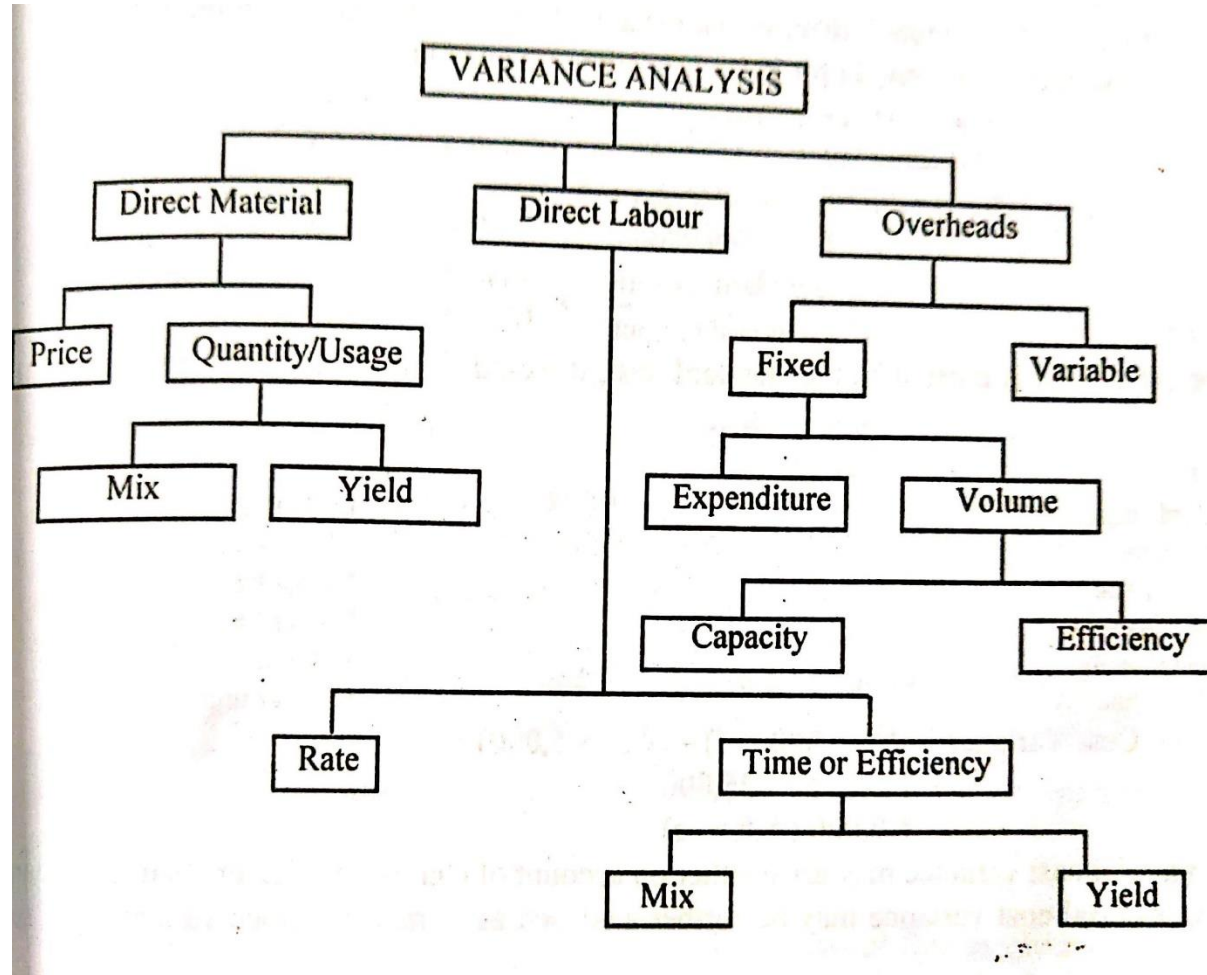 VARIANCE ANALYSIS
Direct Material
Direct Labour
Overheads
Price
Quantity/Usage
Fixed
Variable
Mix
Yield
Expenditure
Volume
Capacity
Efficiency
Rate
Time or Efficiency
Mix
Yield